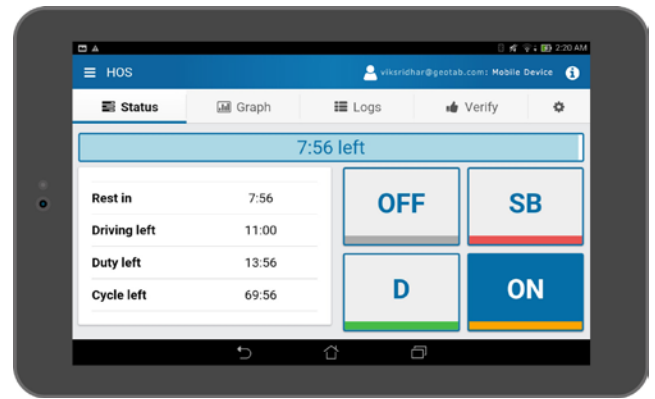 2:20 AM
HOS
viksridhar@geotab.com: Mobile Device
Status Graph Logs Verify
7:56 left
Rest in 7:56
Driving left 11:00
Duty left 13:56
Cycle left 69:56
OFF SB
D ON